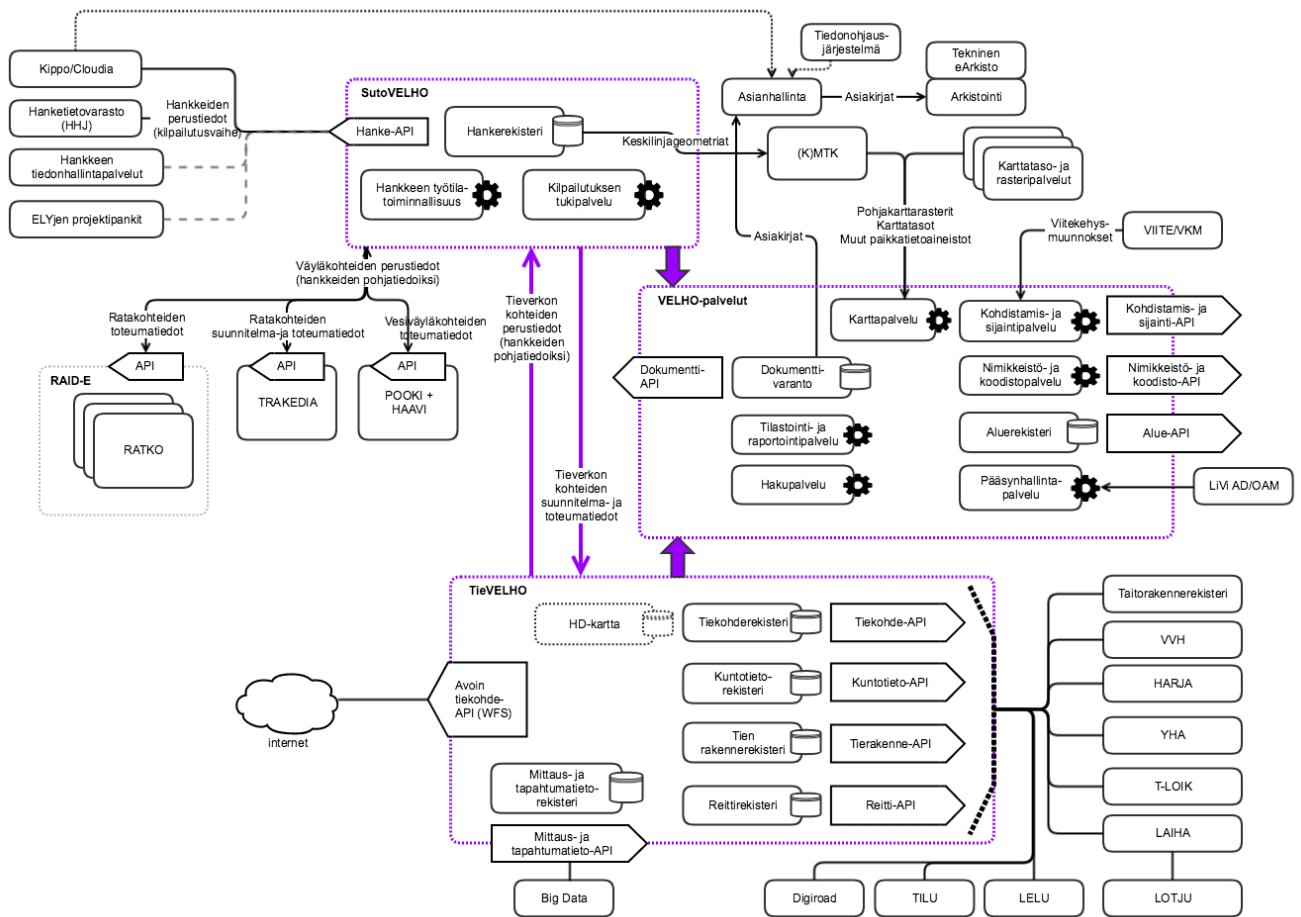 Kippo/Cloudia
Hanketietovarasto
(HHJ)
Hankkeen
tiedonhallintapalvelut
ELYjen projektipankit
Hankkeiden
perustiedot
(kilpailutusvaihe)
SutoVELHO
Hanke-API
Hankerekisteri
Hankkeen työtila-
toiminnallisuus
Kilpailutuksen
tukipalvelu
Keskilinjageometriat
Tiedonohjaus-
järjestelmä
Asianhallinta
Asiakirjat
Tekninen
eArkisto
Arkistointi
(K)MTK
Karttataso- ja
rasteripalvelut
Pohjakarttarasterit
Karttatasot
Muut paikkatietoaineistot
Asiakirjat
Viitekehys-
muunnokset
VIITE/VKM
Väyläkohteiden perustiedot
(hankkeiden pohjatiedoiksi)
Ratakohteiden
toteumatiedot
Ratakohteiden
suunnitelma-ja toteumatiedot
Vesiväyläkohteiden
toteumatiedot
API
API
API
RAID-E
RATKO
TRAKEDIA
POOKI +
HAAVI
Tieverkon
kohteiden
perustiedot
(hankkeiden
pohjatiedoiksi)
Tieverkon
kohteiden
suunnitelma- ja
toteumatiedot
VELHO-palvelut
Karttapalvelu
Kohdistamis- ja
sijaintipalvelu
Kohdistamis- ja
sijainti-API
Dokumentti-
API
Dokumentti-
varanto
Nimikkeistö- ja
koodistopalvelu
Nimikkeistö- ja
koodisto-API
Tilastointi- ja
raportointipalvelu
Aluerekisteri
Alue-API
Hakupalvelu
Pääsynhallinta-
palvelu
LiVi AD/OAM
TieVELHO
HD-kartta
Tiekohderekisteri
Tiekohde-API
Kuntotieto-
rekisteri
Kuntotieto-API
Avoin
tiekohde-
API (WFS)
internet
Tien
rakennerekisteri
Tierakenne-API
Mittaus- ja
tapahtumatieto-
rekisteri
Reittirekisteri
Reitti-API
Mittaus- ja
tapahtumatieto-API
Big Data
Taitorakennerekisteri
VVH
HARJA
YHA
T-LOIK
LAIHA
Digiroad
TILU
LELU
LOTJU